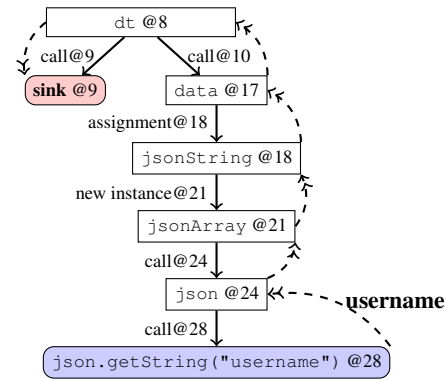 dt @8
call@9 call@10
sink @9 data @17
assignment@18
jsonString @18
new instance@21
jsonArray @21
call@24
json @24
username
call@28
json.getString("username") @28